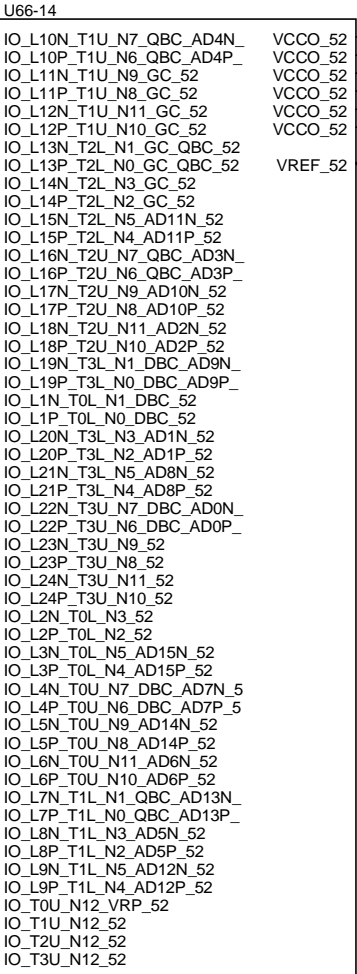 U66-14
IO_L10N_T1U_N7_QBC_AD4N_ VCCO_52
IO_L10P_T1U_N6_QBC_AD4P_ VCCO_52
IO_L11N_T1U_N9_GC_52 VCCO_52
IO_L11P_T1U_N8_GC_52 VCCO_52
IO_L12N_T1U_N11_GC_52 VCCO_52
IO_L12P_T1U_N10_GC_52 VCCO_52
IO_L13N_T2L_N1_GC_QBC_52
IO_L13P_T2L_N0_GC_QBC_52 VREF_52
IO_L14N_T2L_N3_GC_52
IO_L14P_T2L_N2_GC_52
IO_L15N_T2L_N5_AD11N_52
IO_L15P_T2L_N4_AD11P_52
IO_L16N_T2U_N7_QBC_AD3N_
IO_L16P_T2U_N6_QBC_AD3P_
IO_L17N_T2U_N9_AD10N_52
IO_L17P_T2U_N8_AD10P_52
IO_L18N_T2U_N11_AD2N_52
IO_L18P_T2U_N10_AD2P_52
IO_L19N_T3L_N1_DBC_AD9N_
IO_L19P_T3L_N0_DBC_AD9P_
IO_L1N_T0L_N1_DBC_52
IO_L1P_T0L_N0_DBC_52
IO_L20N_T3L_N3_AD1N_52
IO_L20P_T3L_N2_AD1P_52
IO_L21N_T3L_N5_AD8N_52
IO_L21P_T3L_N4_AD8P_52
IO_L22N_T3U_N7_DBC_AD0N_
IO_L22P_T3U_N6_DBC_AD0P_
IO_L23N_T3U_N9_52
IO_L23P_T3U_N8_52
IO_L24N_T3U_N11_52
IO_L24P_T3U_N10_52
IO_L2N_T0L_N3_52
IO_L2P_T0L_N2_52
IO_L3N_T0L_N5_AD15N_52
IO_L3P_T0L_N4_AD15P_52
IO_L4N_T0U_N7_DBC_AD7N_5
IO_L4P_T0U_N6_DBC_AD7P_5
IO_L5N_T0U_N9_AD14N_52
IO_L5P_T0U_N8_AD14P_52
IO_L6N_T0U_N11_AD6N_52
IO_L6P_T0U_N10_AD6P_52
IO_L7N_T1L_N1_QBC_AD13N_
IO_L7P_T1L_N0_QBC_AD13P_
IO_L8N_T1L_N3_AD5N_52
IO_L8P_T1L_N2_AD5P_52
IO_L9N_T1L_N5_AD12N_52
IO_L9P_T1L_N4_AD12P_52
IO_T0U_N12_VRP_52
IO_T1U_N12_52
IO_T2U_N12_52
IO_T3U_N12_52